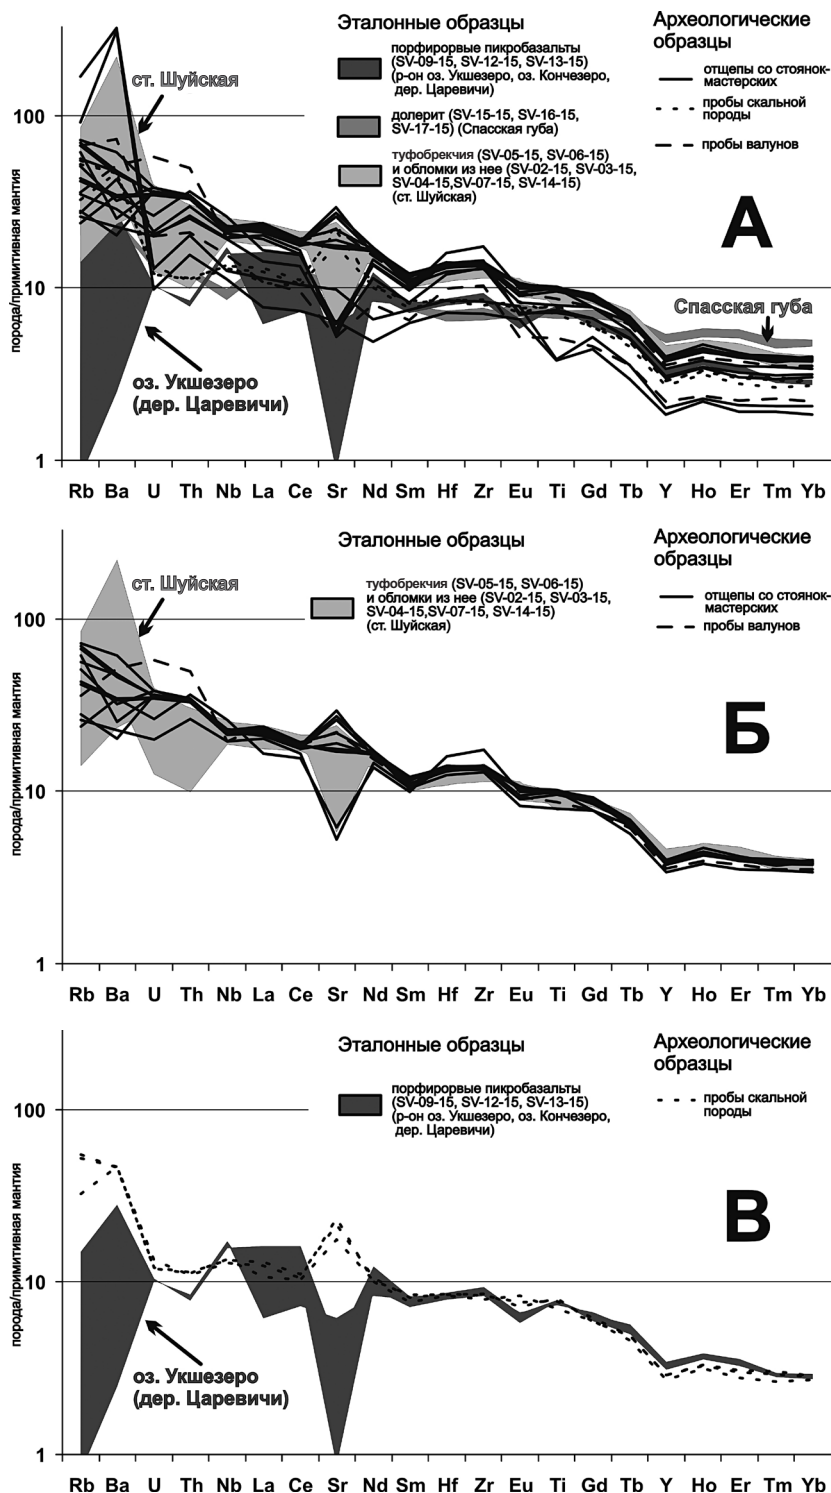 Эталонные образцы
порфирорвые пикробазальты
(SV-09-15, SV-12-15, SV-13-15)
(р-он оз. Укшезеро, оз. Кончезеро,
дер. Царевичи)
долерит (SV-15-15, SV-16-15,
SV-17-15) (Спасская губа)
туфобрекчия (SV-05-15, SV-06-15)
и обломки из нее (SV-02-15, SV-03-15,
SV-04-15,SV-07-15, SV-14-15)
(ст. Шуйская)
Археологические
образцы
отщепы со стоянок-
мастерских
пробы скальной
породы
пробы валунов
ст. Шуйская
А
Спасская губа
оз. Укшезеро
(дер. Царевичи)
порода/примитивная мантия
100
10
1
Rb Ba U Th Nb La Ce Sr Nd Sm Hf Zr Eu Ti Gd Tb Y Ho Er Tm Yb
Эталонные образцы
туфобрекчия (SV-05-15, SV-06-15)
и обломки из нее (SV-02-15, SV-03-15,
SV-04-15,SV-07-15, SV-14-15)
(ст. Шуйская)
Археологические
образцы
отщепы со стоянок-
мастерских
пробы валунов
ст. Шуйская
Б
порода/примитивная мантия
100
10
1
Rb Ba U Th Nb La Ce Sr Nd Sm Hf Zr Eu Ti Gd Tb Y Ho Er Tm Yb
Эталонные образцы
порфирорвые пикробазальты
(SV-09-15, SV-12-15, SV-13-15)
(р-он оз. Укшезеро, оз. Кончезеро,
дер. Царевичи)
Археологические
образцы
пробы скальной
породы
В
оз. Укшезеро
(дер. Царевичи)
порода/примитивная мантия
100
10
1
Rb Ba U Th Nb La Ce Sr Nd Sm Hf Zr Eu Ti Gd Tb Y Ho Er Tm Yb